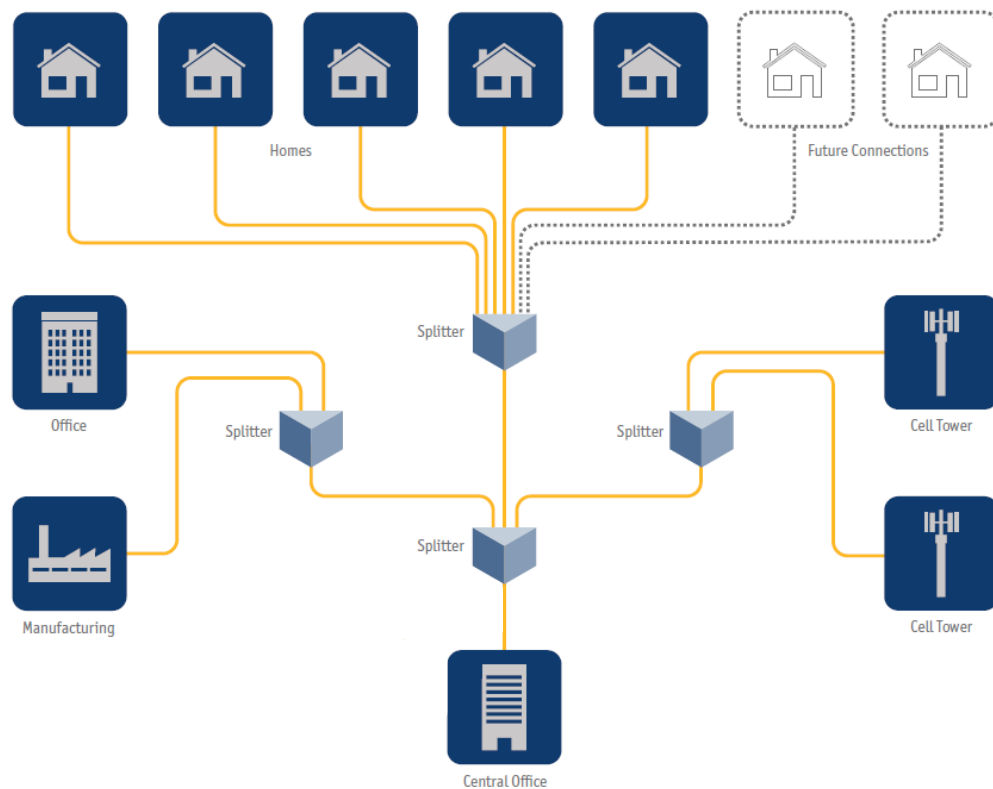 Homes
Future Connections
Splitter
Office
Splitter
Splitter
Cell Tower
Splitter
Manufacturing
Cell Tower
Central Office